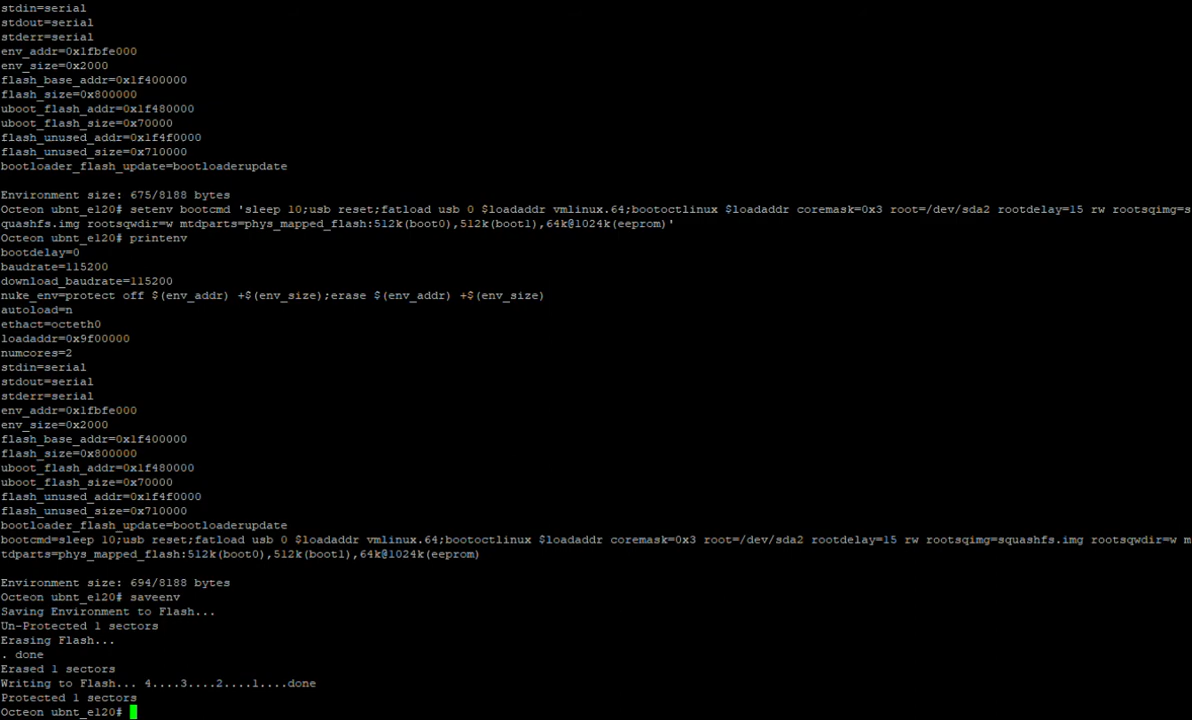 stdin=serial
stdout=serial
stderr=serial
env_addr=0x1fbfe000
env_size=0x2000
flash_base_addr=0x1f400000
flash_size=0x800000
uboot_flash_addr=0x1f480000
uboot_flash_size=0x70000
flash_unused_addr=0x1f4f0000
flash_unused_size=0x710000
bootloader_flash_update=bootloaderupdate
Environment size: 675/8188 bytes
Octeon ubnt_e120# setenv bootcmd 'sleep 10;usb reset;fatload usb 0 $loadaddr vmlinux.64;bootoctlinux $loadaddr coremask=0x3 root=/dev/sda2 rootdelay=15 rw rootsqimg=s
quashfs.img rootsqwdir=w mtdparts=phys_mapped_flash:512k(boot0),512k(boot1),64k@1024k(eeprom)'
Octeon ubnt_e120# printenv
bootdelay=0
baudrate=115200
download_baudrate=115200
nuke_env=protect off $(env_addr) +$(env_size);erase $(env_addr) +$(env_size)
autoload=n
ethact=octeth0
loadaddr=0x9f00000
numcores=2
stdin=serial
stdout=serial
stderr=serial
env_addr=0x1fbfe000
env_size=0x2000
flash_base_addr=0x1f400000
flash_size=0x800000
uboot_flash_addr=0x1f480000
uboot_flash_size=0x70000
flash_unused_addr=0x1f4f0000
flash_unused_size=0x710000
bootloader_flash_update=bootloaderupdate
bootcmd=sleep 10;usb reset;fatload usb 0 $loadaddr vmlinux.64;bootoctlinux $loadaddr coremask=0x3 root=/dev/sda2 rootdelay=15 rw rootsqimg=squashfs.img rootsqwdir=w m
tdparts=phys_mapped_flash:512k(boot0),512k(boot1),64k@1024k(eeprom)
Environment size: 694/8188 bytes
Octeon ubnt_e120# saveenv
Saving Environment to Flash...
Un-Protected 1 sectors
Erasing Flash...
. done
Erased 1 sectors
Writing to Flash... 4....3....2....1....done
Protected 1 sectors
Octeon ubnt_e120#